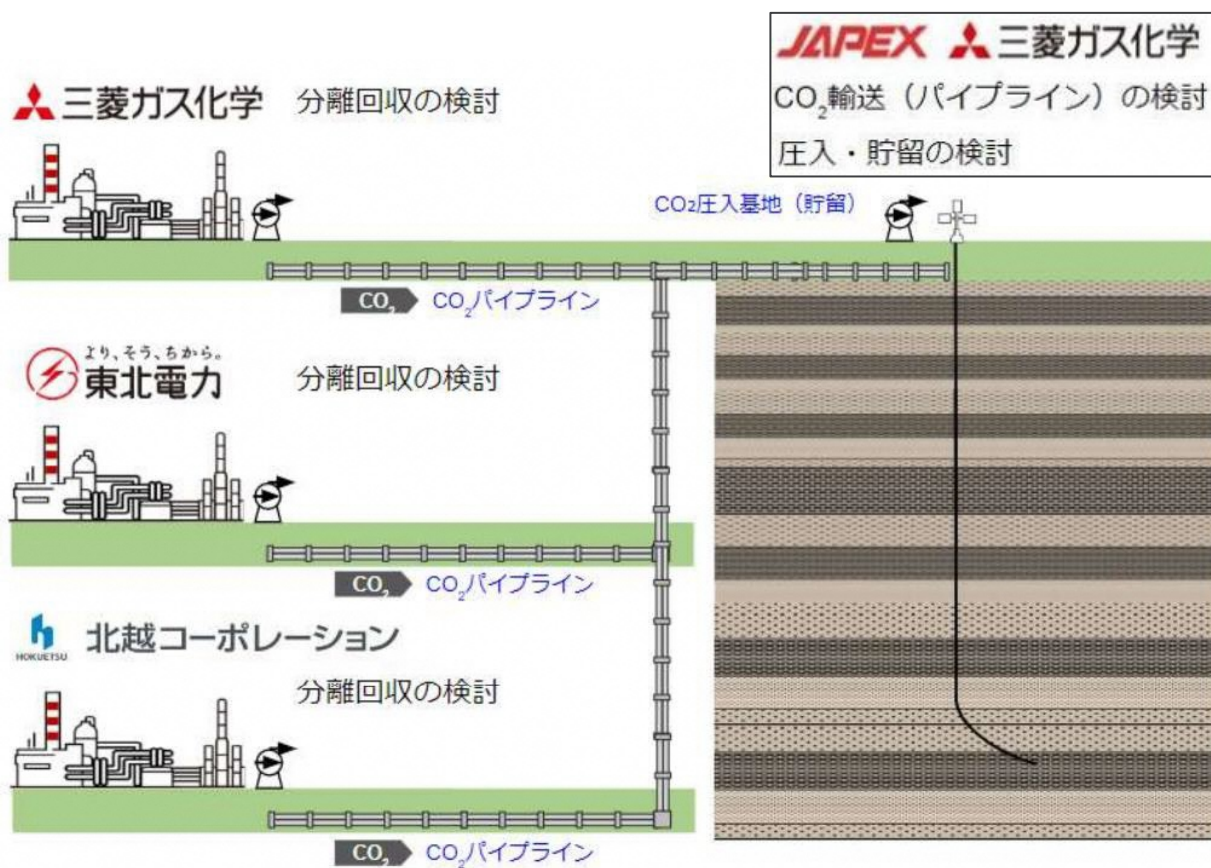 JAPEX 三菱ガス化学
CO₂輸送（パイプライン）の検討
圧入・貯留の検討
三菱ガス化学 分離回収の検討
CO₂圧入基地（貯留）
CO₂ CO₂パイプライン
より、そう、ちから。
東北電力 分離回収の検討
CO₂ CO₂パイプライン
HOKUETSU 北越コーポレーション
分離回収の検討
CO₂ CO₂パイプライン